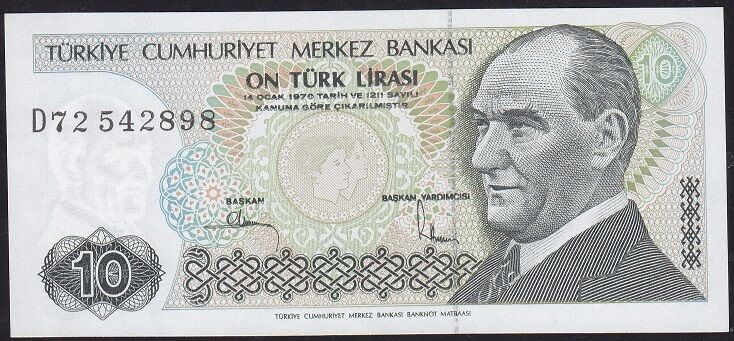 TÜRKİYE CUMHURİYET MERKEZ BANKASI
10
ON TÜRK LİRASI
14 OCAK 1970 TARİH VE 1211 SAYILI
KANUNA GÖRE ÇIKARILMIŞTIR
D72 542898
BAŞKAN
BAŞKAN YARDIMCISI
10
TÜRKİYE CUMHURİYET MERKEZ BANKASI BANKNOT MATBAASI